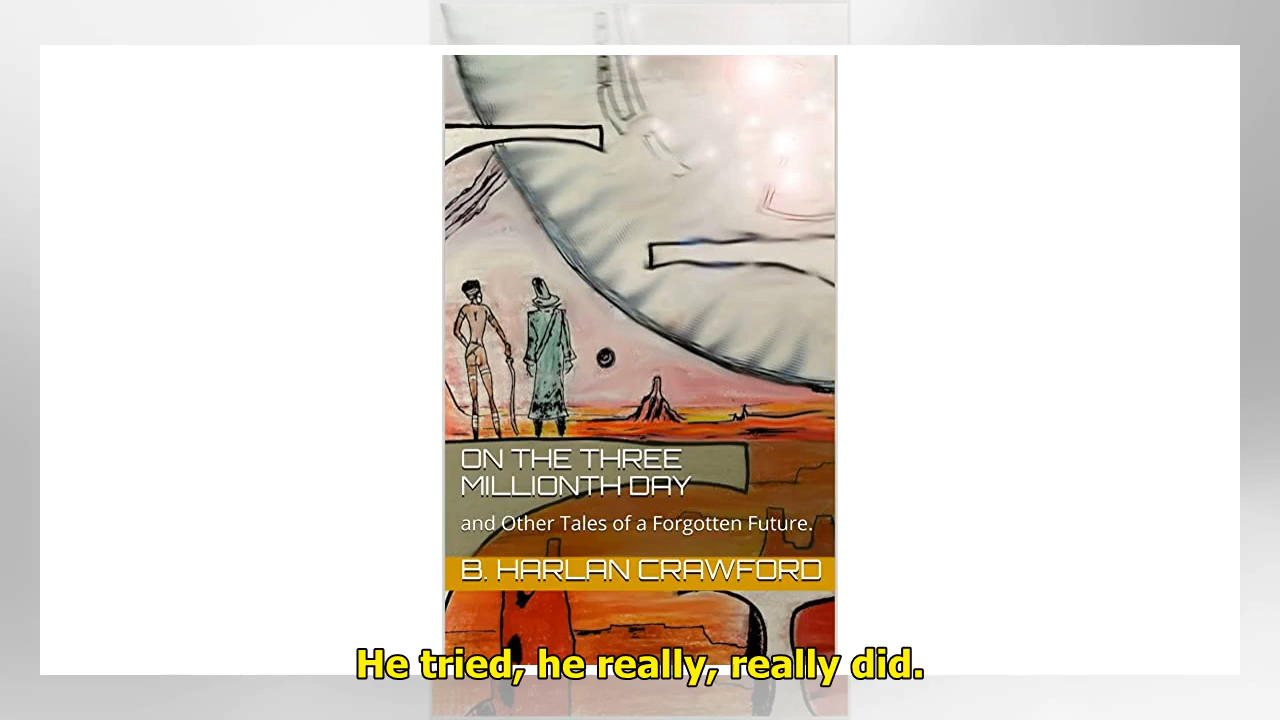 ON THE THREE
MILLIONTH DAY
and Other Tales of a Forgotten Future.
B. HARLAN CRAWFORD
He tried, he really, really did.